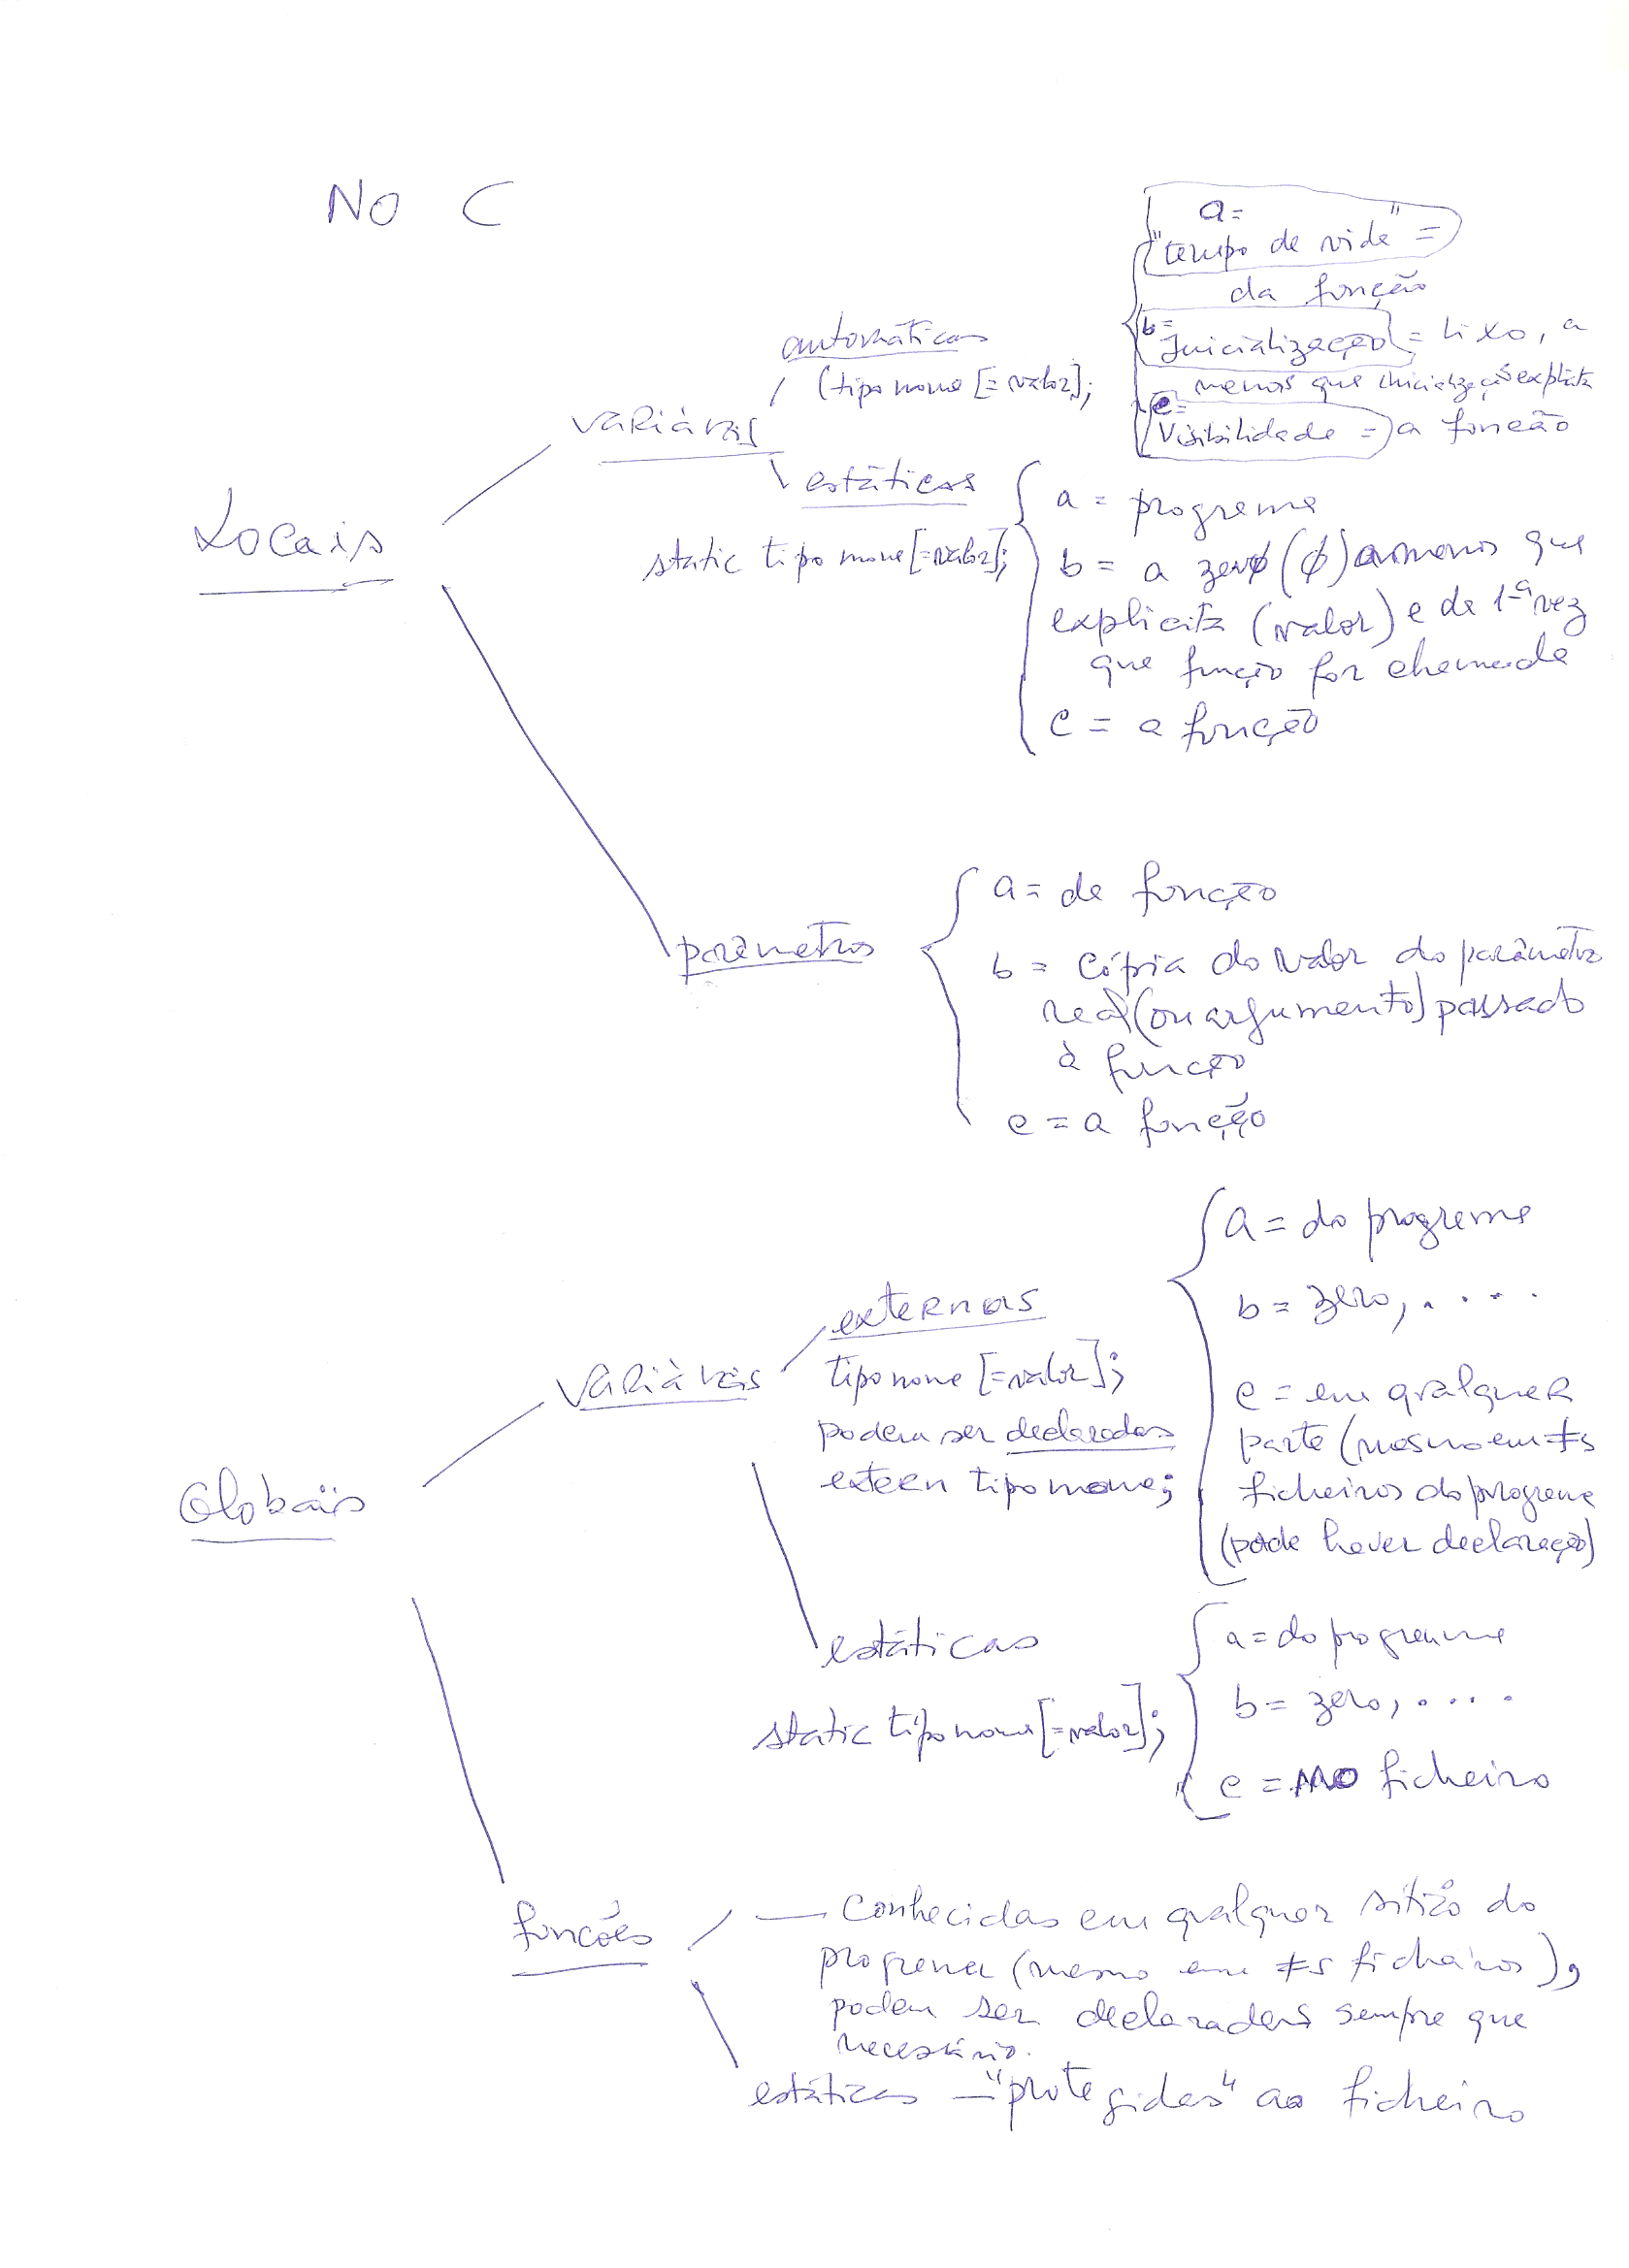 NO C
a=
"tempo de vida" =
da função
automáticas
(tipo nome [=valor];
b=
Inicialização = lixo, a
menos que inicialização explícita
c=
Visibilidade = a função
variáveis
estáticas
static tipo nome [=valor];
a = programa
b = a zero (φ) a menos que
explicita (valor) e da 1ª vez
que função for chamada
c = a função
Locais
parâmetros
a = da função
b = cópia do valor do parâmetro
real (ou argumento) passado
à função
c = a função
externas
tipo nome [=valor];
podem ser declaradas
extern tipo nome;
a = do programa
b = zero, . . . .
c = em qualquer
parte (mesmo em ≠s
ficheiros do programa
(pode haver declaração)
variáveis
Globais
estáticas
static tipo nome [=valor];
a = do programa
b = zero, . . . .
c = no ficheiro
funções
— conhecidas em qualquer sítio do
programa (mesmo em ≠s ficheiros),
podem ser declaradas sempre que
necessário.
estáticas — "protegidas" ao ficheiro